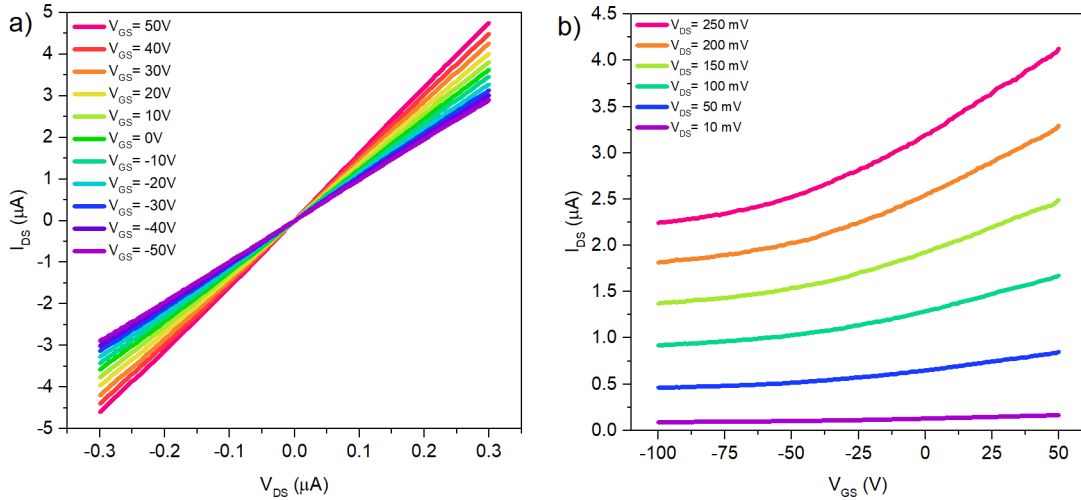 a)
V_GS= 50V
V_GS= 40V
V_GS= 30V
V_GS= 20V
V_GS= 10V
V_GS= 0V
V_GS= -10V
V_GS= -20V
V_GS= -30V
V_GS= -40V
V_GS= -50V
5
4
3
2
1
0
-1
-2
-3
-4
-5
I_DS (µA)
-0.3 -0.2 -0.1 0.0 0.1 0.2 0.3
V_DS (µA)
b)
V_DS= 250 mV
V_DS= 200 mV
V_DS= 150 mV
V_DS= 100 mV
V_DS= 50 mV
V_DS= 10 mV
4.5
4.0
3.5
3.0
2.5
2.0
1.5
1.0
0.5
0.0
I_DS (µA)
-100 -75 -50 -25 0 25 50
V_GS (V)